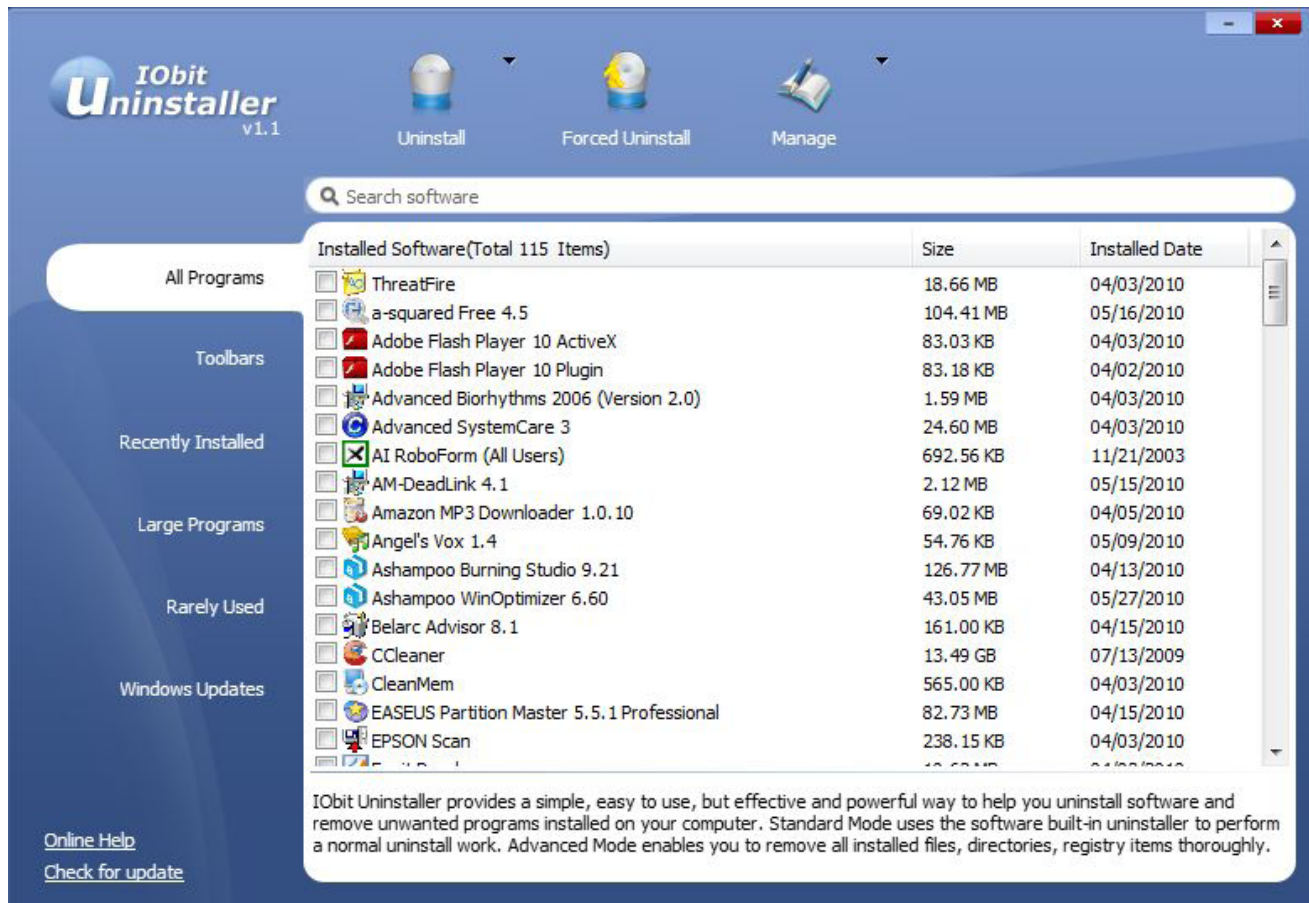 IObit
Uninstaller
v1.1
Uninstall
Forced Uninstall
Manage
Search software
All Programs
Toolbars
Recently Installed
Large Programs
Rarely Used
Windows Updates
Online Help
Check for update
Installed Software(Total 115 Items) Size Installed Date
ThreatFire 18.66 MB 04/03/2010
a-squared Free 4.5 104.41 MB 05/16/2010
Adobe Flash Player 10 ActiveX 83.03 KB 04/03/2010
Adobe Flash Player 10 Plugin 83.18 KB 04/02/2010
Advanced Biorhythms 2006 (Version 2.0) 1.59 MB 04/03/2010
Advanced SystemCare 3 24.60 MB 04/03/2010
AI RoboForm (All Users) 692.56 KB 11/21/2003
AM-DeadLink 4.1 2.12 MB 05/15/2010
Amazon MP3 Downloader 1.0.10 69.02 KB 04/05/2010
Angel's Vox 1.4 54.76 KB 05/09/2010
Ashampoo Burning Studio 9.21 126.77 MB 04/13/2010
Ashampoo WinOptimizer 6.60 43.05 MB 05/27/2010
Belarc Advisor 8.1 161.00 KB 04/15/2010
CCleaner 13.49 GB 07/13/2009
CleanMem 565.00 KB 04/03/2010
EASEUS Partition Master 5.5.1 Professional 82.73 MB 04/15/2010
EPSON Scan 238.15 KB 04/03/2010
IObit Uninstaller provides a simple, easy to use, but effective and powerful way to help you uninstall software and
remove unwanted programs installed on your computer. Standard Mode uses the software built-in uninstaller to perform
a normal uninstall work. Advanced Mode enables you to remove all installed files, directories, registry items thoroughly.